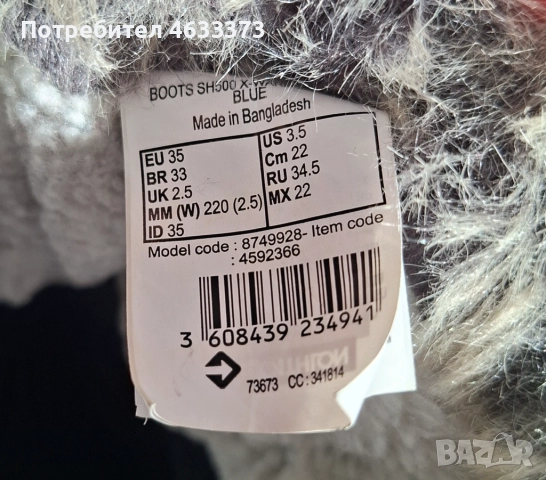 Потребител 4633373
BOOTS SH500 X-
BLUE
Made in Bangladesh
EU 35
BR 33
UK 2.5
MM (W) 220 (2.5)
ID 35
US 3.5
Cm 22
RU 34.5
MX 22
Model code : 8749928- Item code
: 4592366
3 608439 234941
73673 CC : 341814
BAZAR